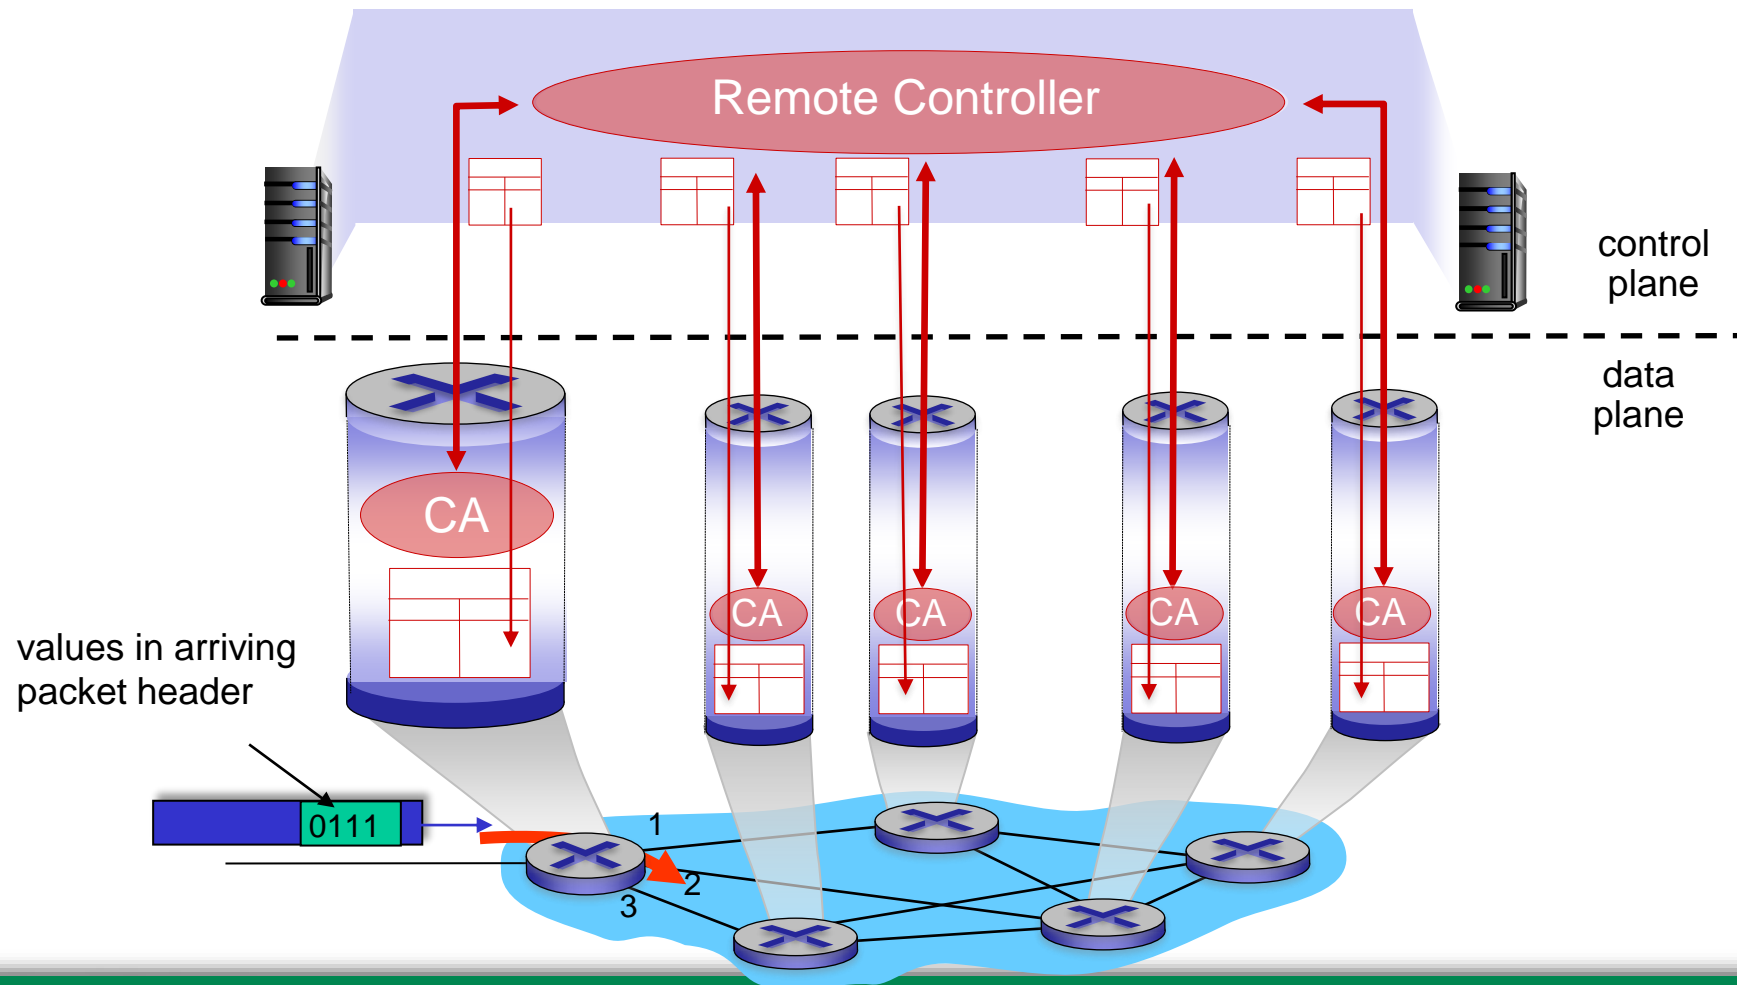 Remote Controller
control
plane
data
plane
CA
CA
CA
CA
CA
values in arriving
packet header
0111
1
2
3